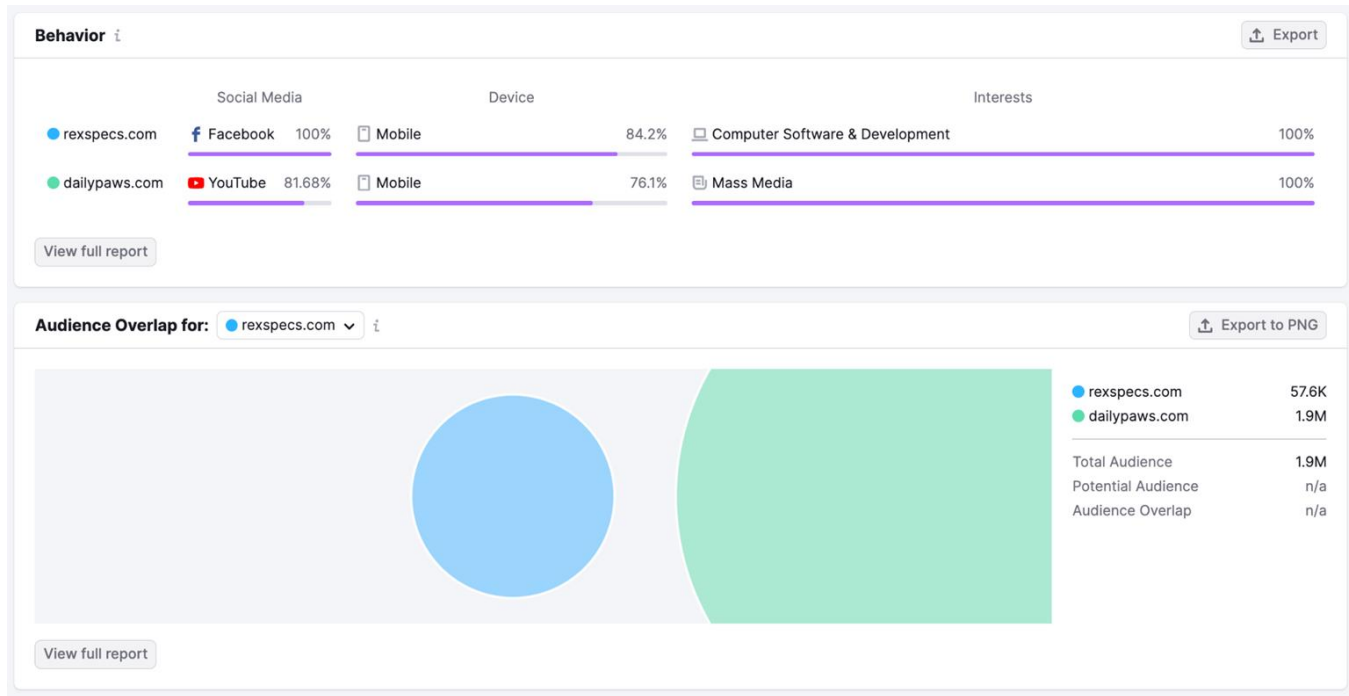 Behavior i
Export
Social Media Device Interests
rexspecs.com Facebook 100% Mobile 84.2% Computer Software & Development 100%
dailypaws.com YouTube 81.68% Mobile 76.1% Mass Media 100%
View full report
Audience Overlap for: rexspecs.com i
Export to PNG
rexspecs.com 57.6K
dailypaws.com 1.9M
Total Audience 1.9M
Potential Audience n/a
Audience Overlap n/a
View full report